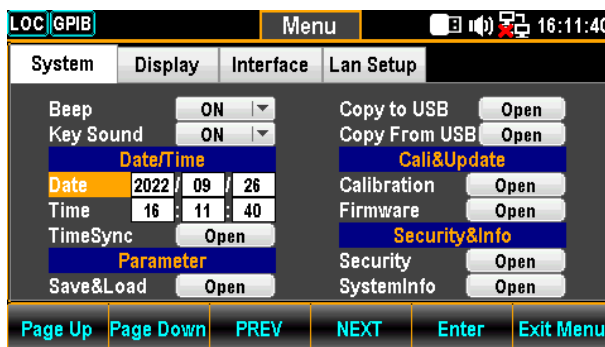 LOC GPIB Menu 16:11:40
System Display Interface Lan Setup
Beep ON
Key Sound ON
Date/Time
Date 2022 / 09 / 26
Time 16 : 11 : 40
TimeSync Open
Parameter
Save&Load Open
Copy to USB Open
Copy From USB Open
Cali&Update
Calibration Open
Firmware Open
Security&Info
Security Open
SystemInfo Open
Page Up Page Down PREV NEXT Enter Exit Menu